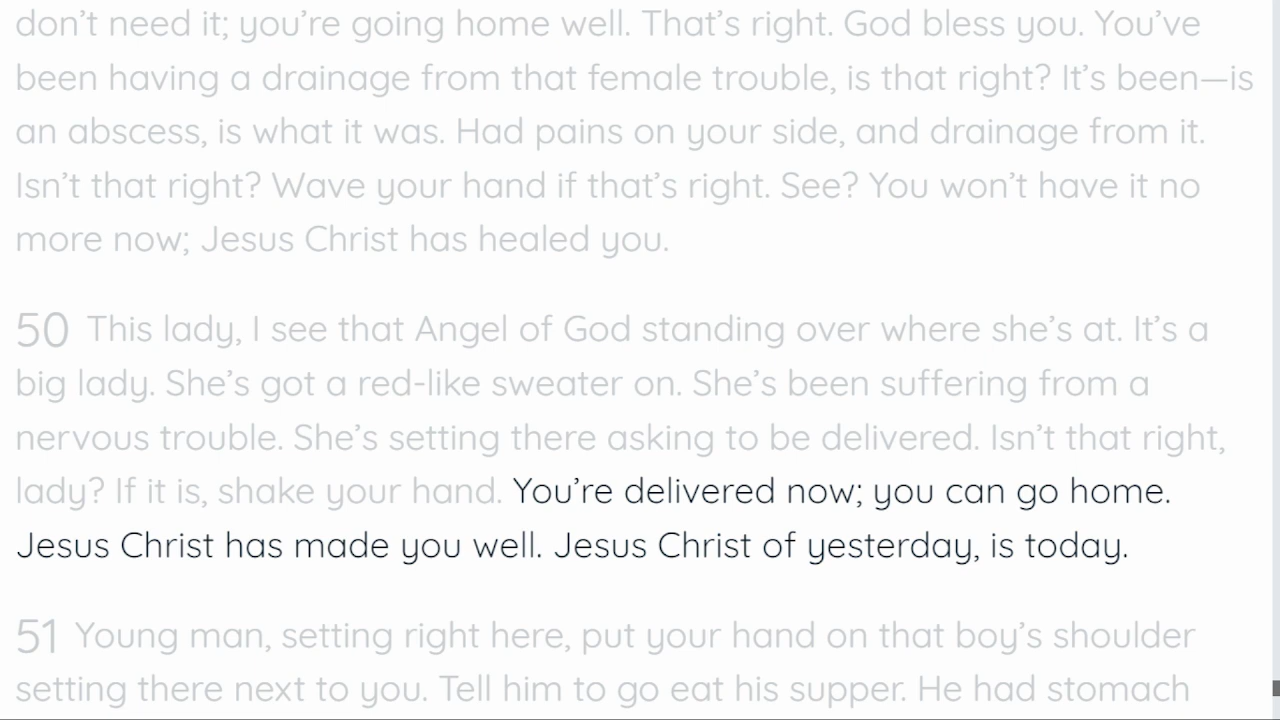 don’t need it; you’re going home well. That’s right. God bless you. You’ve
been having a drainage from that female trouble, is that right? It’s been—is
an abscess, is what it was. Had pains on your side, and drainage from it.
Isn’t that right? Wave your hand if that’s right. See? You won’t have it no
more now; Jesus Christ has healed you.
50 This lady, I see that Angel of God standing over where she’s at. It’s a
big lady. She’s got a red-like sweater on. She’s been suffering from a
nervous trouble. She’s setting there asking to be delivered. Isn’t that right,
lady? If it is, shake your hand. You’re delivered now; you can go home.
Jesus Christ has made you well. Jesus Christ of yesterday, is today.
51 Young man, setting right here, put your hand on that boy’s shoulder
setting there next to you. Tell him to go eat his supper. He had stomach